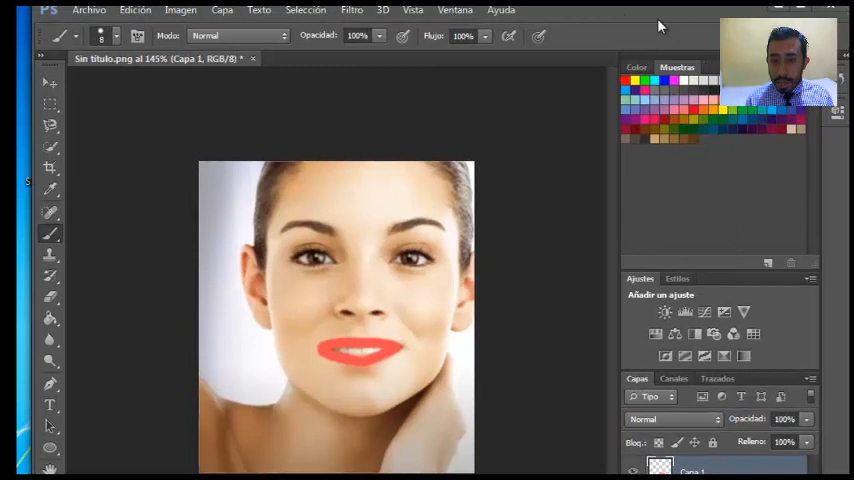 PS Archivo Edición Imagen Capa Texto Selección Filtro 3D Vista Ventana Ayuda
8 Modo: Normal Opacidad: 100% Flujo: 100%
Sin título.png al 145% (Capa 1, RGB/8) *
Color Muestras
Ajustes Estilos
Añadir un ajuste
Capas Canales Trazados
Tipo
Normal Opacidad: 100%
Bloq.: Relleno: 100%
Capa 1